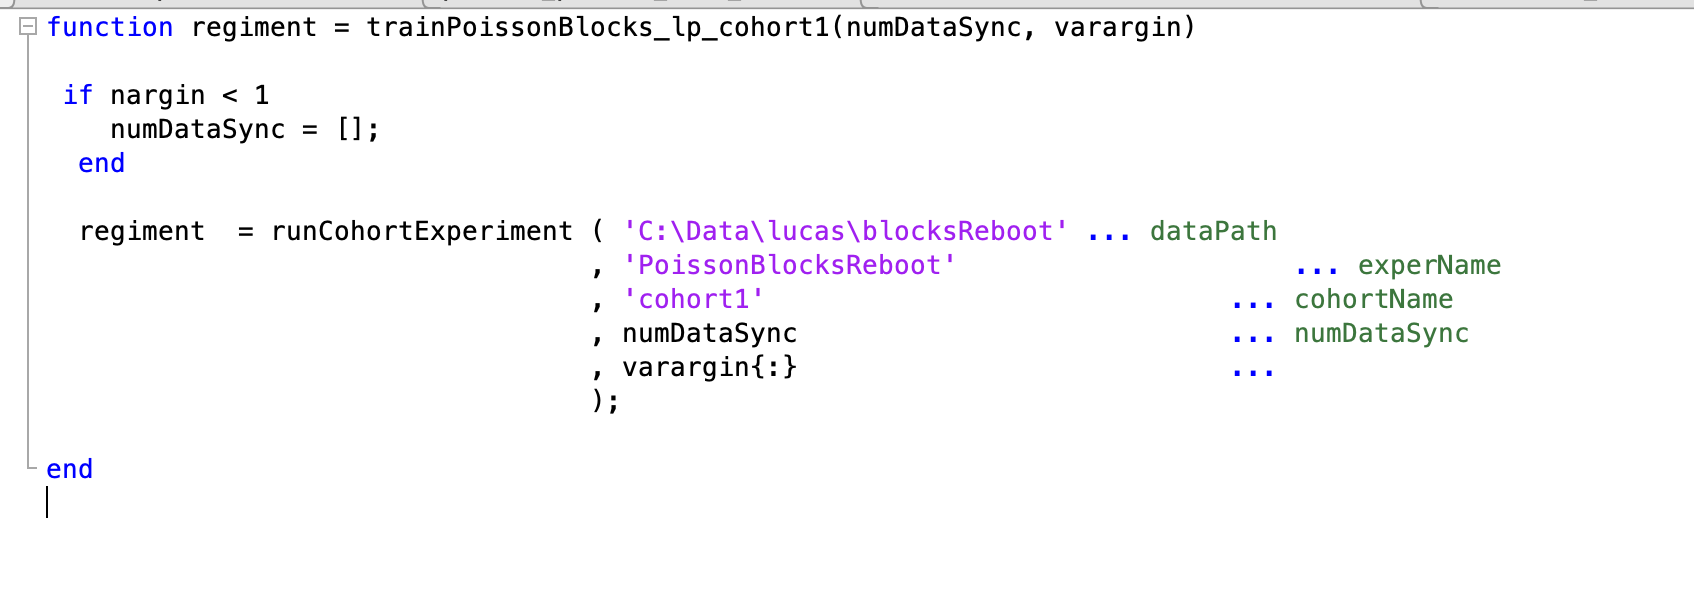 function regiment = trainPoissonBlocks_lp_cohort1(numDataSync, varargin)
if nargin < 1
numDataSync = [];
end
regiment  = runCohortExperiment ( 'C:\Data\lucas\blocksReboot' ... dataPath
, 'PoissonBlocksReboot' ... experName
, 'cohort1' ... cohortName
, numDataSync ... numDataSync
, varargin{:} ...
);
end